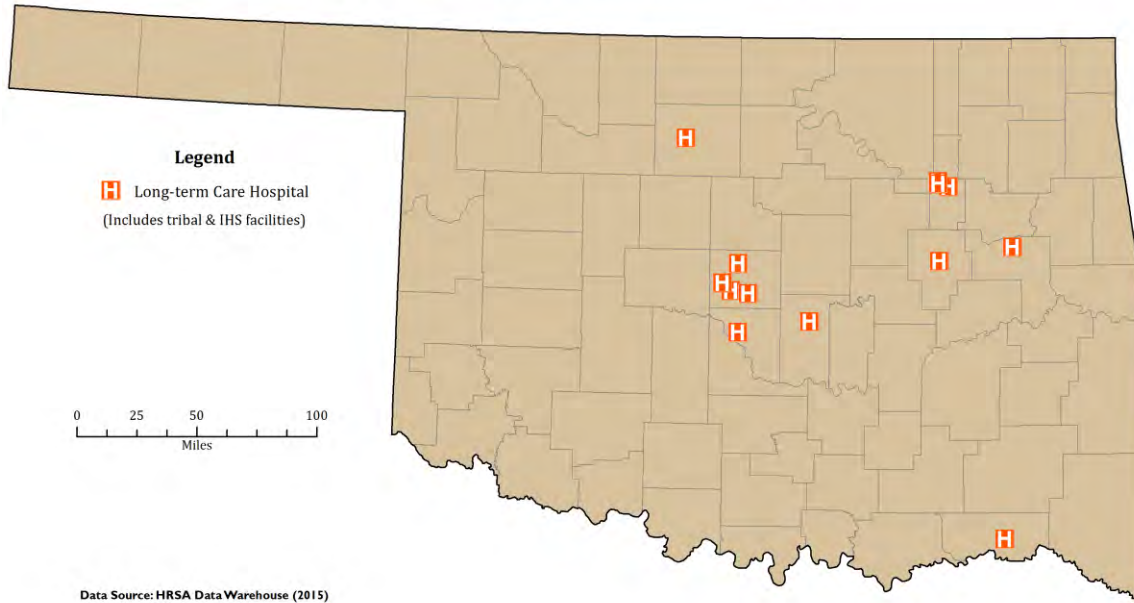 Legend
H Long-term Care Hospital
(Includes tribal & IHS facilities)
H
H
H
H
H
H
H
H
H
H
H
H
0 25 50 100
Miles
H
Data Source: HRSA Data Warehouse (2015)